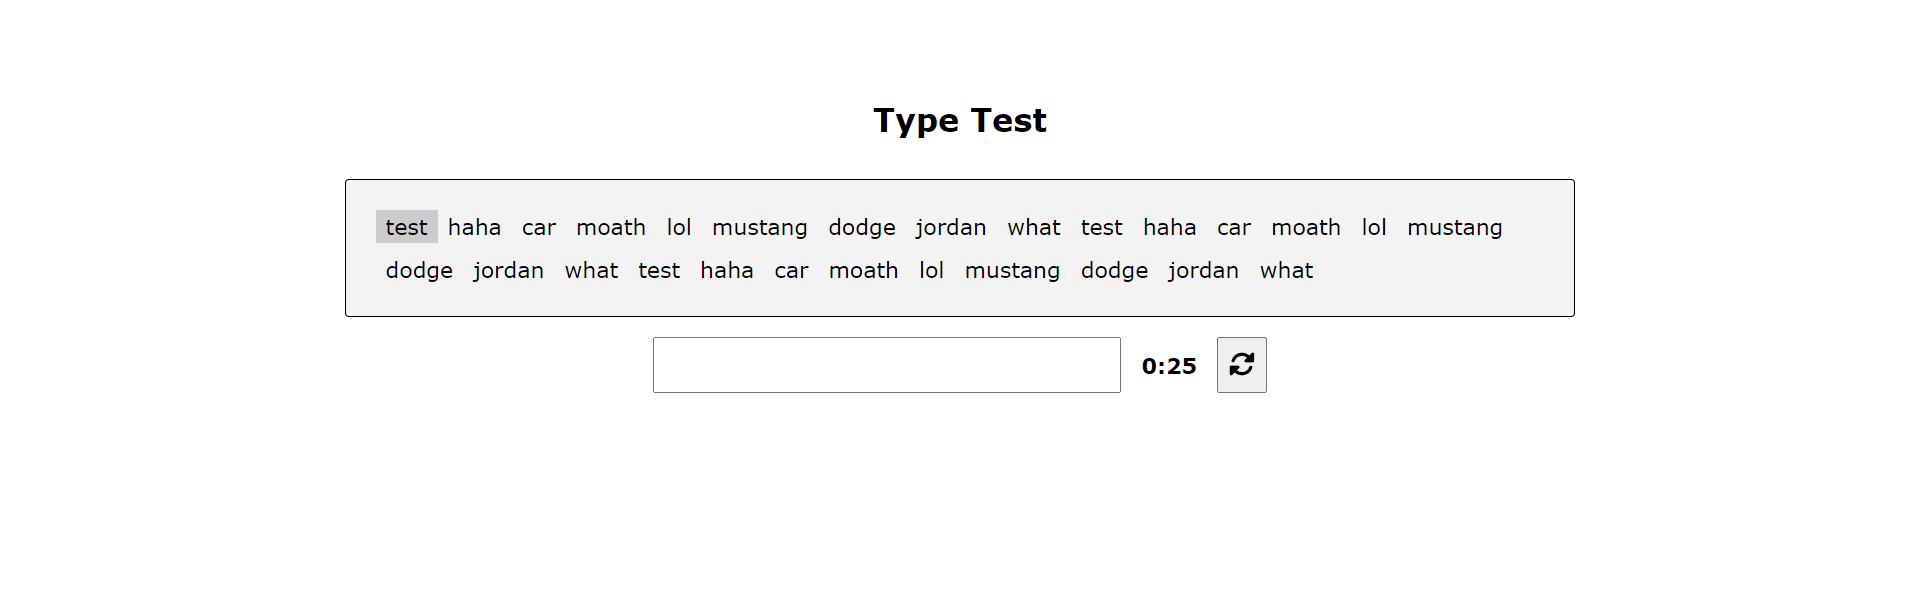 Type Test
test haha car moath lol mustang dodge jordan what test haha car moath lol mustang
dodge jordan what test haha car moath lol mustang dodge jordan what
0:25